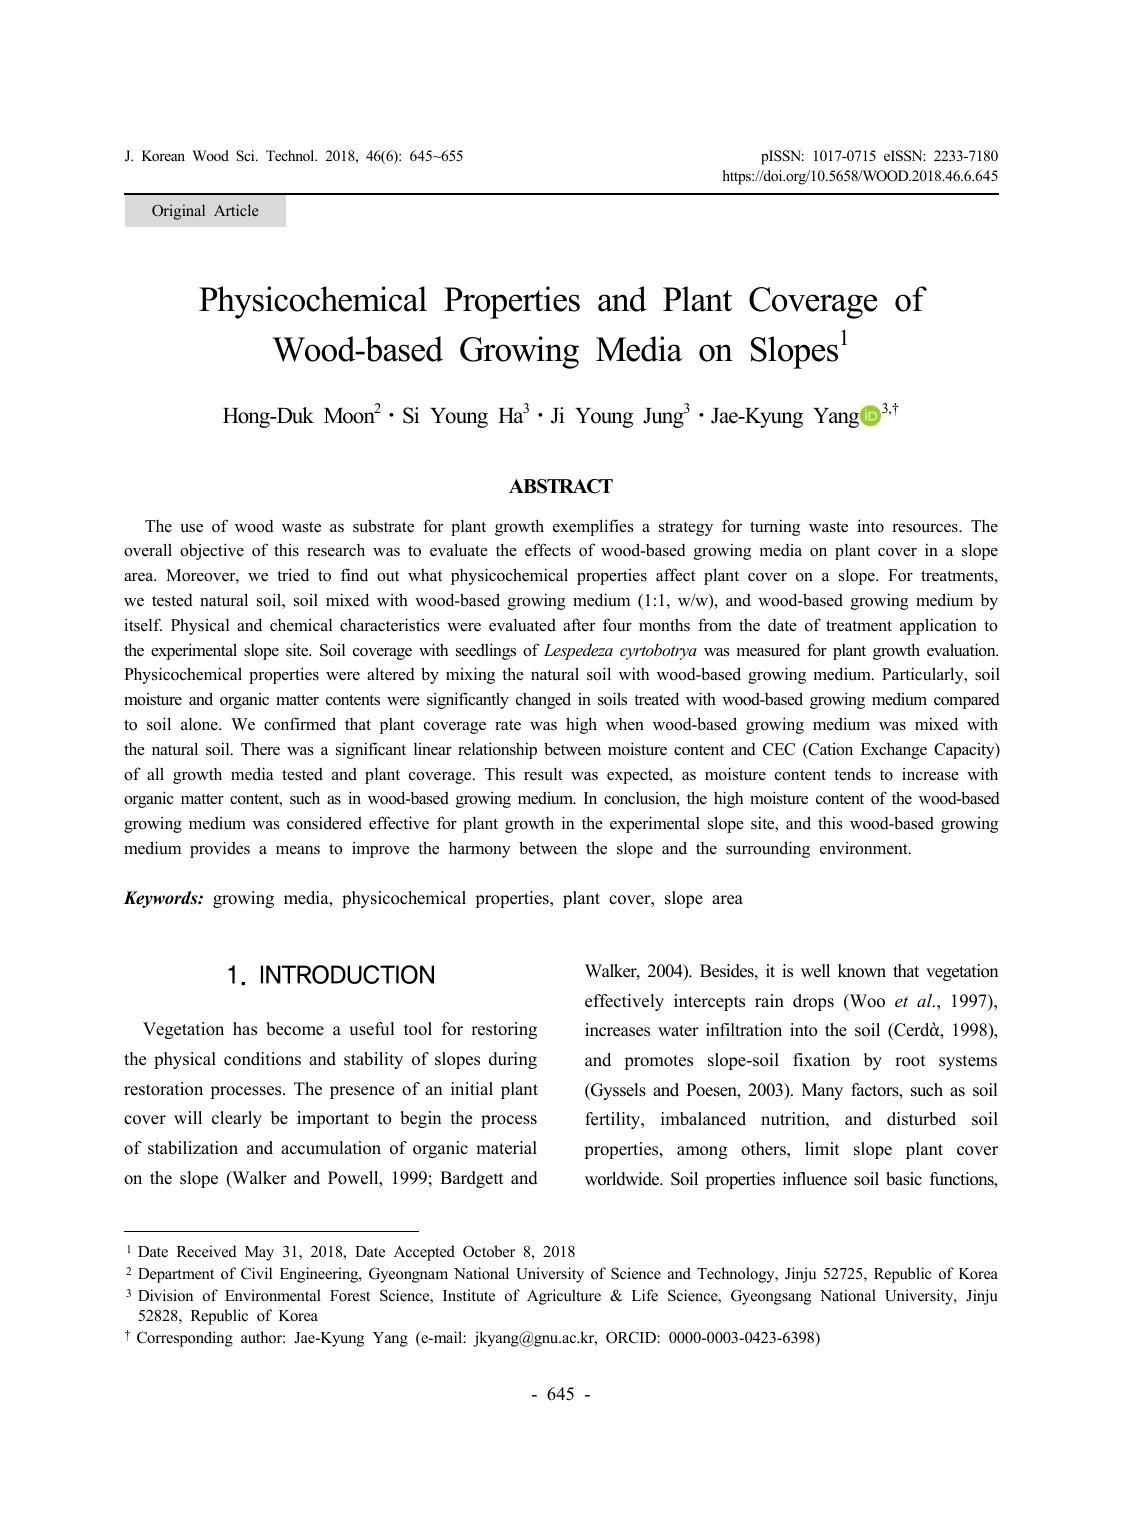 J. Korean Wood Sci. Technol. 2018, 46(6): 645~655
pISSN: 1017-0715 eISSN: 2233-7180
https://doi.org/10.5658/WOOD.2018.46.6.645
Original Article
Physicochemical Properties and Plant Coverage of
Wood-based Growing Media on Slopes1
Hong-Duk Moon2・Si Young Ha3・Ji Young Jung3・Jae-Kyung Yang iD 3,†
ABSTRACT
The use of wood waste as substrate for plant growth exemplifies a strategy for turning waste into resources. The
overall objective of this research was to evaluate the effects of wood-based growing media on plant cover in a slope
area. Moreover, we tried to find out what physicochemical properties affect plant cover on a slope. For treatments,
we tested natural soil, soil mixed with wood-based growing medium (1:1, w/w), and wood-based growing medium by
itself. Physical and chemical characteristics were evaluated after four months from the date of treatment application to
the experimental slope site. Soil coverage with seedlings of Lespedeza cyrtobotrya was measured for plant growth evaluation.
Physicochemical properties were altered by mixing the natural soil with wood-based growing medium. Particularly, soil
moisture and organic matter contents were significantly changed in soils treated with wood-based growing medium compared
to soil alone. We confirmed that plant coverage rate was high when wood-based growing medium was mixed with
the natural soil. There was a significant linear relationship between moisture content and CEC (Cation Exchange Capacity)
of all growth media tested and plant coverage. This result was expected, as moisture content tends to increase with
organic matter content, such as in wood-based growing medium. In conclusion, the high moisture content of the wood-based
growing medium was considered effective for plant growth in the experimental slope site, and this wood-based growing
medium provides a means to improve the harmony between the slope and the surrounding environment.
Keywords: growing media, physicochemical properties, plant cover, slope area
1. INTRODUCTION
Vegetation has become a useful tool for restoring
the physical conditions and stability of slopes during
restoration processes. The presence of an initial plant
cover will clearly be important to begin the process
of stabilization and accumulation of organic material
on the slope (Walker and Powell, 1999; Bardgett and
Walker, 2004). Besides, it is well known that vegetation
effectively intercepts rain drops (Woo et al., 1997),
increases water infiltration into the soil (Cerdà, 1998),
and promotes slope-soil fixation by root systems
(Gyssels and Poesen, 2003). Many factors, such as soil
fertility, imbalanced nutrition, and disturbed soil
properties, among others, limit slope plant cover
worldwide. Soil properties influence soil basic functions,
1 Date Received May 31, 2018, Date Accepted October 8, 2018
2 Department of Civil Engineering, Gyeongnam National University of Science and Technology, Jinju 52725, Republic of Korea
3 Division of Environmental Forest Science, Institute of Agriculture & Life Science, Gyeongsang National University, Jinju
52828, Republic of Korea
† Corresponding author: Jae-Kyung Yang (e-mail: jkyang@gnu.ac.kr, ORCID: 0000-0003-0423-6398)
- 645 -